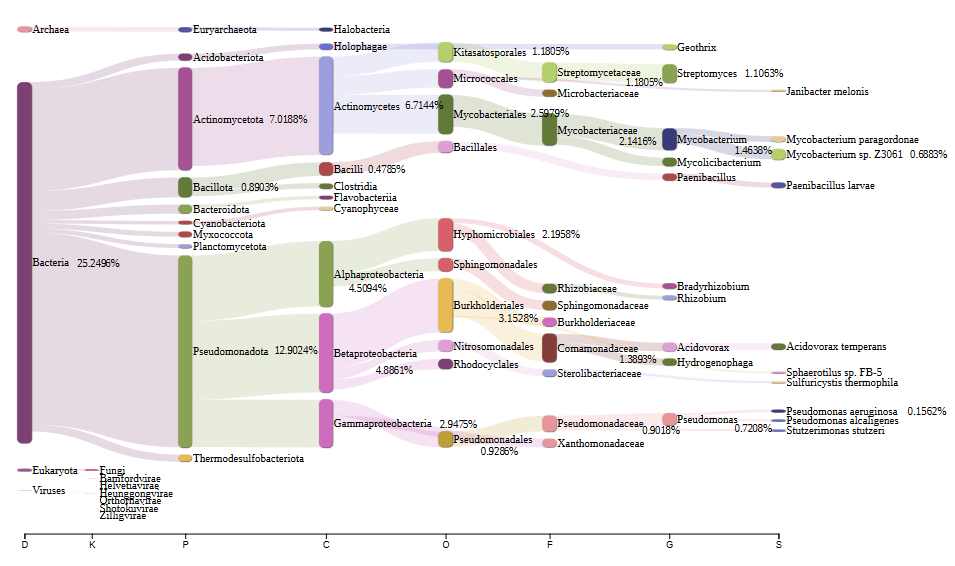 Archaea
Euryarchaeota
Halobacteria
Acidobacteriota
Holophagae
Kitasatosporales 1.1805%
Geothrix
Actinomycetota 7.0188%
Actinomycetes 6.7144%
Micrococcales
Streptomycetaceae
1.1805%
Streptomyces 1.1063%
Microbacteriaceae
Janibacter melonis
Mycobacteriales 2.5979%
Mycobacteriaceae
2.1416%
Mycobacterium
1.4638%
Mycobacterium paragordonae
Mycobacterium sp. Z3061 0.6883%
Bacillales
Mycolicibacterium
Bacilli 0.4785%
Paenibacillus
Paenibacillus larvae
Bacillota 0.8903%
Clostridia
Flavobacteriia
Bacteroidota
Cyanophyceae
Cyanobacteriota
Myxococcota
Planctomycetota
Hyphomicrobiales 2.1958%
Bacteria 25.2496%
Sphingomonadales
Alphaproteobacteria
4.5094%
Rhizobiaceae
Bradyrhizobium
Rhizobium
Burkholderiales
3.1528%
Sphingomonadaceae
Burkholderiaceae
Pseudomonadota 12.9024%
Betaproteobacteria
4.8861%
Nitrosomonadales
Comamonadaceae
1.3893%
Acidovorax
Acidovorax temperans
Hydrogenophaga
Rhodocyclales
Sterolibacteriaceae
Sphaerotilus sp. FB-5
Sulfuricystis thermophila
Gammaproteobacteria 2.9475%
Pseudomonadales
0.9286%
Pseudomonadaceae
0.9018%
Pseudomonas
0.7208%
Pseudomonas aeruginosa 0.1562%
Pseudomonas alcaligenes
Stutzerimonas stutzeri
Xanthomonadaceae
Thermodesulfobacteriota
Eukaryota
Fungi
Bamfordvirae
Helvetiavirae
Viruses
Heunggongvirae
Orthornavirae
Shotokuvirae
Zilligvirae
D K P C O F G S